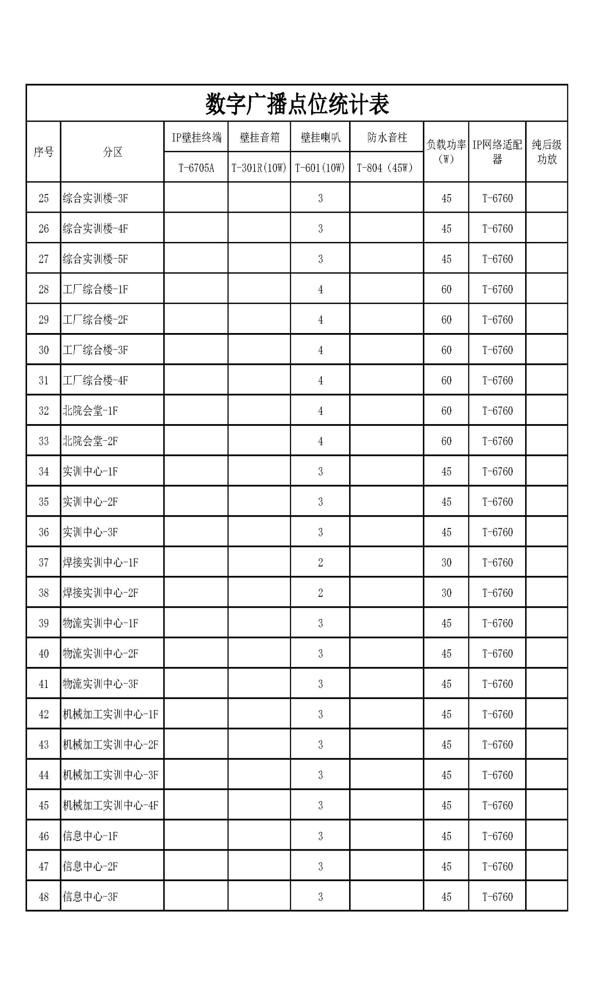 数字广播点位统计表
序号 分区 IP壁挂终端 壁挂音箱 壁挂喇叭 防水音柱 负载功率(W) IP网络适配器 纯后级功放
T-6705A T-301R(10W) T-601(10W) T-804（45W）
25 综合实训楼-3F 3 45 T-6760
26 综合实训楼-4F 3 45 T-6760
27 综合实训楼-5F 3 45 T-6760
28 工厂综合楼-1F 4 60 T-6760
29 工厂综合楼-2F 4 60 T-6760
30 工厂综合楼-3F 4 60 T-6760
31 工厂综合楼-4F 4 60 T-6760
32 北院会堂-1F 4 60 T-6760
33 北院会堂-2F 4 60 T-6760
34 实训中心-1F 3 45 T-6760
35 实训中心-2F 3 45 T-6760
36 实训中心-3F 3 45 T-6760
37 焊接实训中心-1F 2 30 T-6760
38 焊接实训中心-2F 2 30 T-6760
39 物流实训中心-1F 3 45 T-6760
40 物流实训中心-2F 3 45 T-6760
41 物流实训中心-3F 3 45 T-6760
42 机械加工实训中心-1F 3 45 T-6760
43 机械加工实训中心-2F 3 45 T-6760
44 机械加工实训中心-3F 3 45 T-6760
45 机械加工实训中心-4F 3 45 T-6760
46 信息中心-1F 3 45 T-6760
47 信息中心-2F 3 45 T-6760
48 信息中心-3F 3 45 T-6760